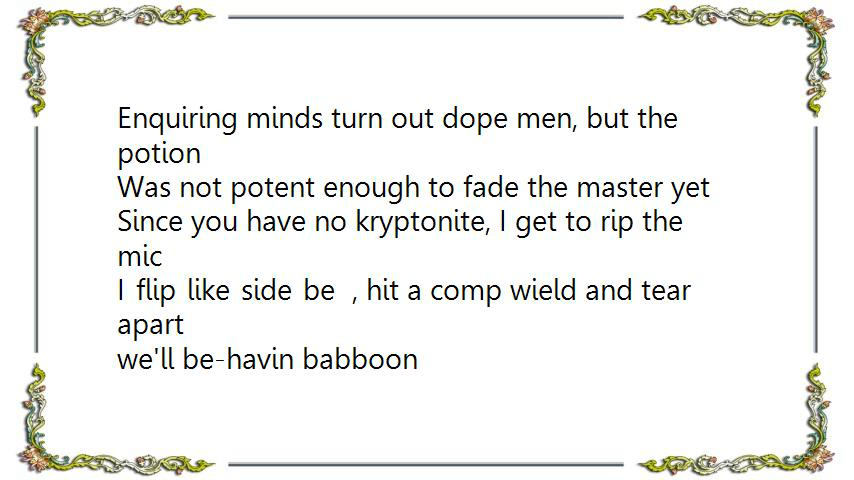 Enquiring minds turn out dope men, but the
potion
Was not potent enough to fade the master yet
Since you have no kryptonite, I get to rip the
mic
I flip like side be , hit a comp wield and tear
apart
we'll be-havin babboon